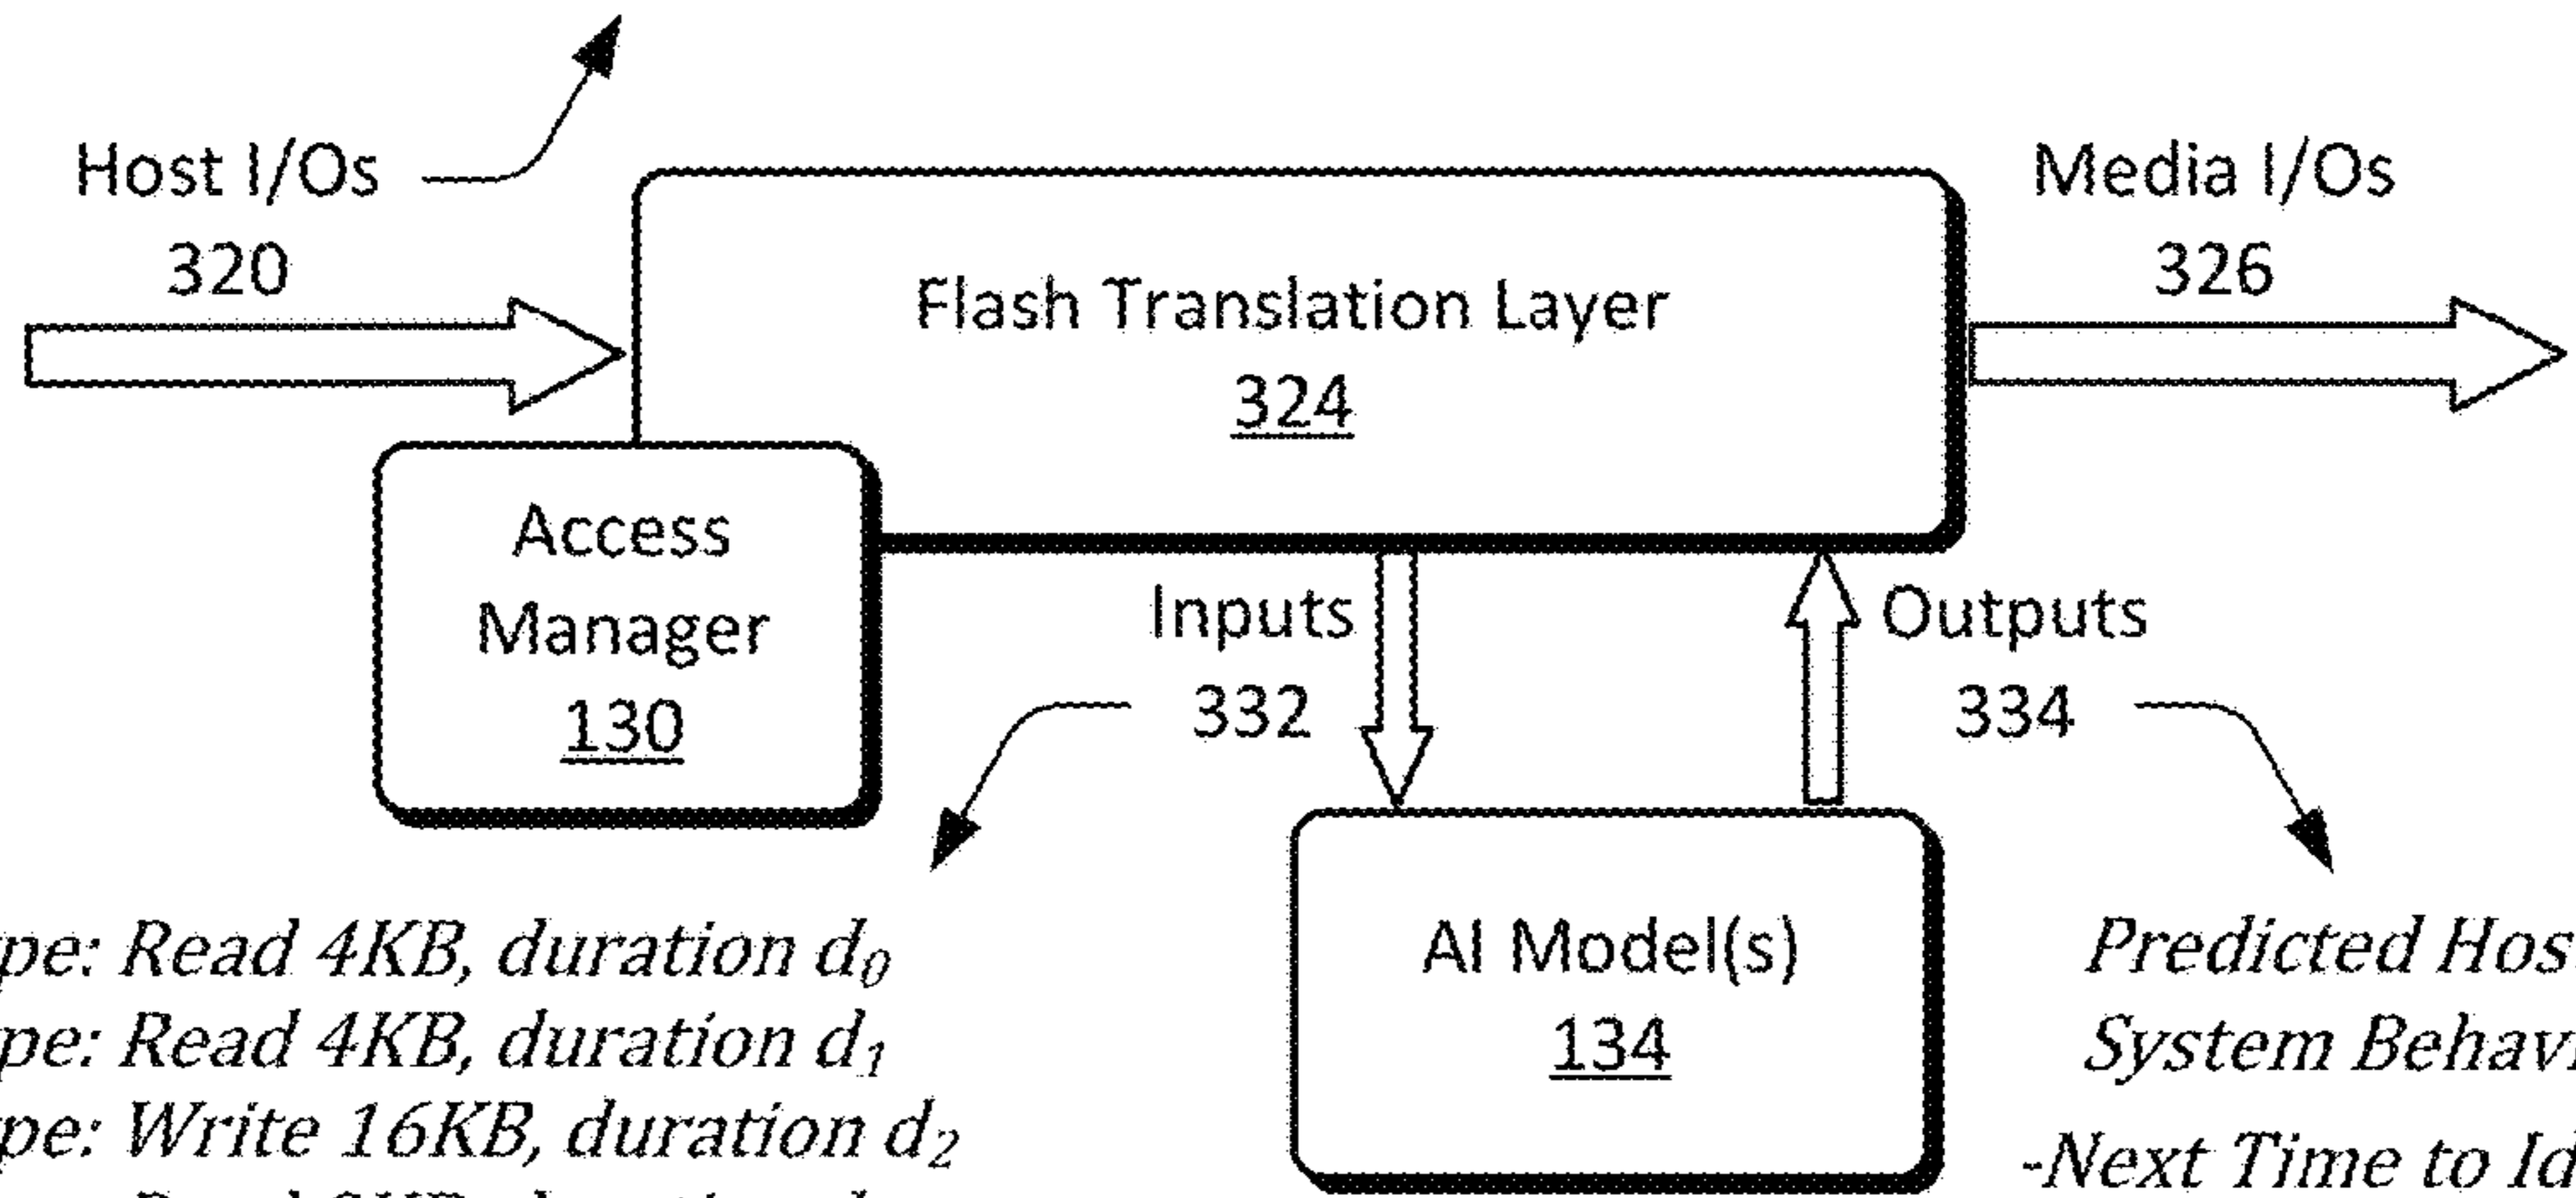 Host I/Os
320
Media I/Os
326
Flash Translation Layer
324
Access
Manager
130
Inputs
332
Outputs
334
AI Model(s)
134
pe: Read 4KB, duration d₀
pe: Read 4KB, duration d₁
pe: Write 16KB, duration d₂
Predicted Hos
System Behavi
-Next Time to Id